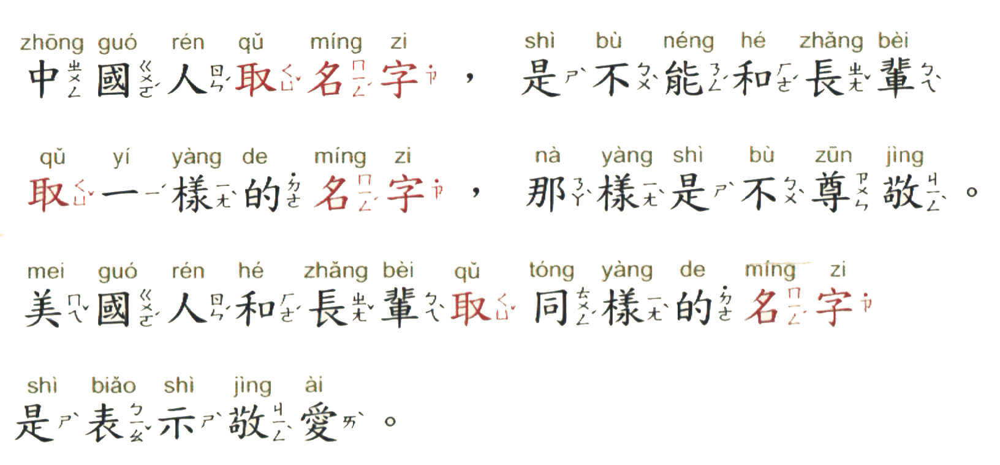 zhōng guó rén qǔ míng zi shì bù néng hé zhǎng bèi
中ㄓㄨㄥ國ㄍㄨㄛˊ人ㄖㄣˊ取ㄑㄩˇ名ㄇㄧㄥˊ字˙ㄗ，是ㄕˋ不ㄅㄨˋ能ㄋㄥˊ和ㄏㄜˊ長ㄓㄤˇ輩ㄅㄟˋ
qǔ yí yàng de míng zi nà yàng shì bù zūn jìng
取ㄑㄩˇ一ㄧˊ樣ㄧㄤˋ的˙ㄉㄜ名ㄇㄧㄥˊ字˙ㄗ，那ㄋㄚˋ樣ㄧㄤˋ是ㄕˋ不ㄅㄨˋ尊ㄗㄨㄣ敬ㄐㄧㄥˋ。
mei guó rén hé zhǎng bèi qǔ tóng yàng de míng zi
美ㄇㄟˇ國ㄍㄨㄛˊ人ㄖㄣˊ和ㄏㄜˊ長ㄓㄤˇ輩ㄅㄟˋ取ㄑㄩˇ同ㄊㄨㄥˊ樣ㄧㄤˋ的˙ㄉㄜ名ㄇㄧㄥˊ字˙ㄗ
shì biǎo shì jìng ài
是ㄕˋ表ㄅㄧㄠˇ示ㄕˋ敬ㄐㄧㄥˋ愛ㄞˋ。